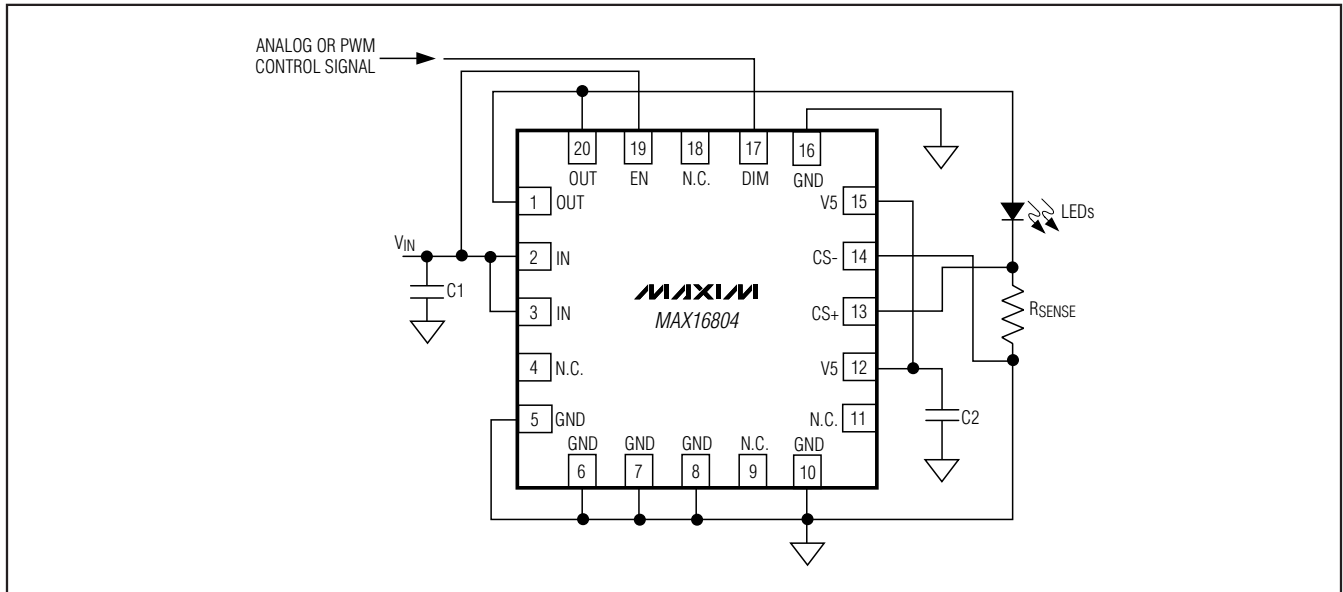 ANALOG OR PWM
CONTROL SIGNAL
20 19 18 17 16
OUT EN N.C. DIM GND
1 OUT
V5 15
LEDs
VIN
2 IN
CS- 14
C1
MAXIM
MAX16804
3 IN
CS+ 13
RSENSE
4 N.C.
V5 12
5 GND
N.C. 11
C2
GND GND GND N.C. GND
6 7 8 9 10